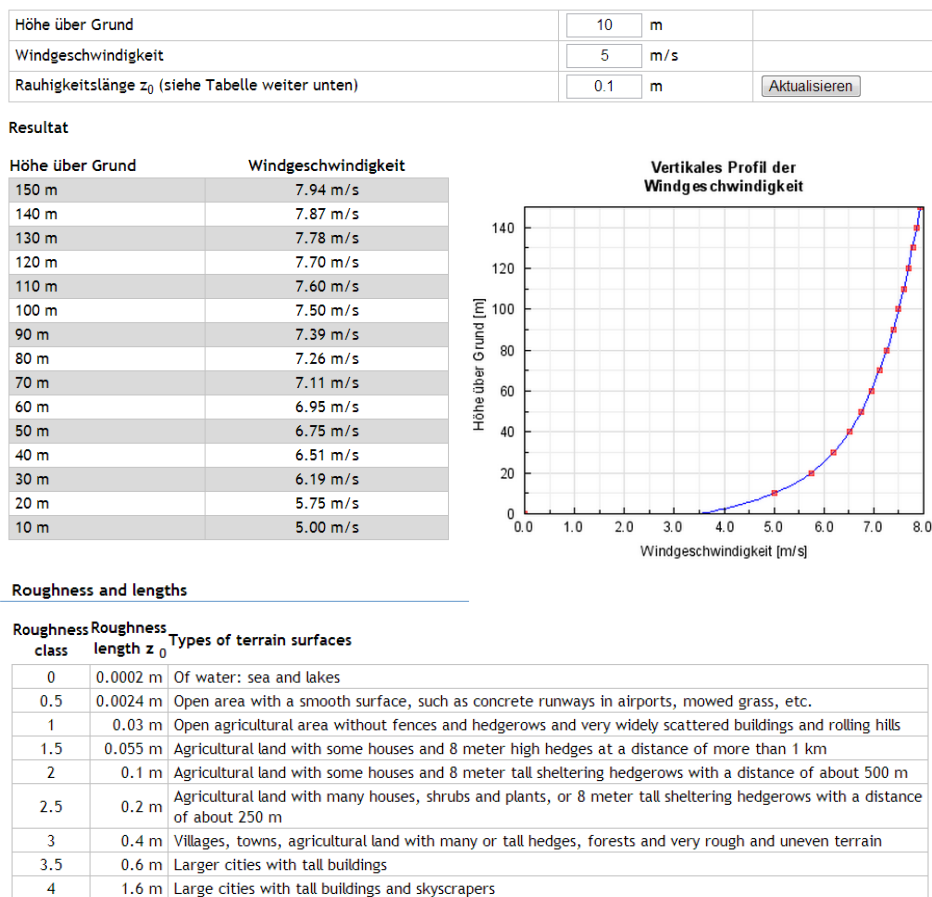 Höhe über Grund 10 m
Windgeschwindigkeit 5 m/s
Rauhigkeitslänge z0 (siehe Tabelle weiter unten) 0.1 m Aktualisieren
Resultat
Höhe über Grund Windgeschwindigkeit
150 m 7.94 m/s
140 m 7.87 m/s
130 m 7.78 m/s
120 m 7.70 m/s
110 m 7.60 m/s
100 m 7.50 m/s
90 m 7.39 m/s
80 m 7.26 m/s
70 m 7.11 m/s
60 m 6.95 m/s
50 m 6.75 m/s
40 m 6.51 m/s
30 m 6.19 m/s
20 m 5.75 m/s
10 m 5.00 m/s
Vertikales Profil der
Windgeschwindigkeit
Höhe über Grund [m]
140
120
100
80
60
40
20
0
0.0 1.0 2.0 3.0 4.0 5.0 6.0 7.0 8.0
Windgeschwindigkeit [m/s]
Roughness and lengths
Roughness Roughness
class length z 0 Types of terrain surfaces
0 0.0002 m Of water: sea and lakes
0.5 0.0024 m Open area with a smooth surface, such as concrete runways in airports, mowed grass, etc.
1 0.03 m Open agricultural area without fences and hedgerows and very widely scattered buildings and rolling hills
1.5 0.055 m Agricultural land with some houses and 8 meter high hedges at a distance of more than 1 km
2 0.1 m Agricultural land with some houses and 8 meter tall sheltering hedgerows with a distance of about 500 m
2.5 0.2 m Agricultural land with many houses, shrubs and plants, or 8 meter tall sheltering hedgerows with a distance
of about 250 m
3 0.4 m Villages, towns, agricultural land with many or tall hedges, forests and very rough and uneven terrain
3.5 0.6 m Larger cities with tall buildings
4 1.6 m Large cities with tall buildings and skyscrapers